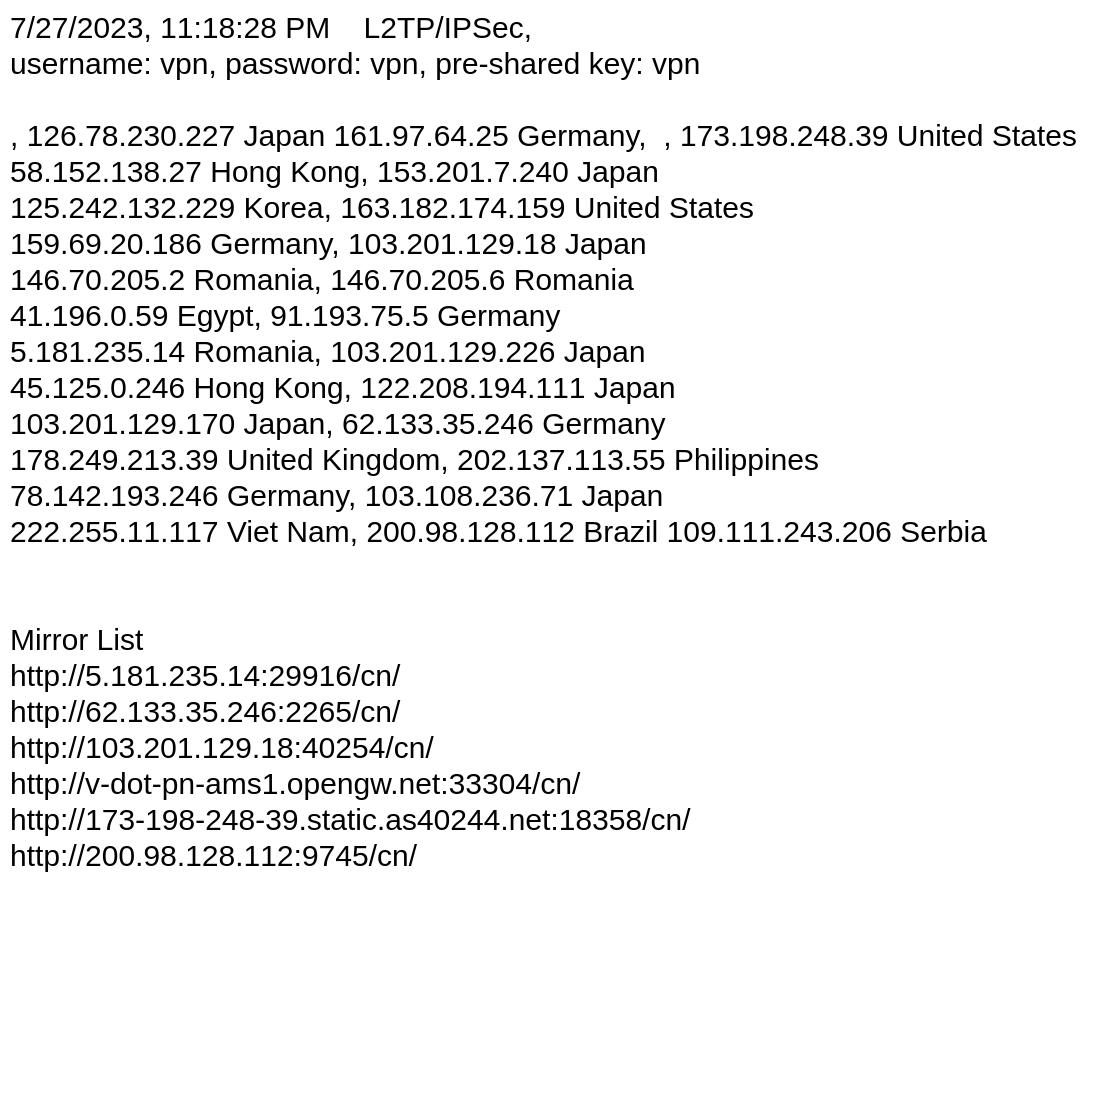 7/27/2023, 11:18:28 PM    L2TP/IPSec,
username: vpn, password: vpn, pre-shared key: vpn
, 126.78.230.227 Japan 161.97.64.25 Germany,  , 173.198.248.39 United States
58.152.138.27 Hong Kong, 153.201.7.240 Japan
125.242.132.229 Korea, 163.182.174.159 United States
159.69.20.186 Germany, 103.201.129.18 Japan
146.70.205.2 Romania, 146.70.205.6 Romania
41.196.0.59 Egypt, 91.193.75.5 Germany
5.181.235.14 Romania, 103.201.129.226 Japan
45.125.0.246 Hong Kong, 122.208.194.111 Japan
103.201.129.170 Japan, 62.133.35.246 Germany
178.249.213.39 United Kingdom, 202.137.113.55 Philippines
78.142.193.246 Germany, 103.108.236.71 Japan
222.255.11.117 Viet Nam, 200.98.128.112 Brazil 109.111.243.206 Serbia
Mirror List
http://5.181.235.14:29916/cn/
http://62.133.35.246:2265/cn/
http://103.201.129.18:40254/cn/
http://v-dot-pn-ams1.opengw.net:33304/cn/
http://173-198-248-39.static.as40244.net:18358/cn/
http://200.98.128.112:9745/cn/